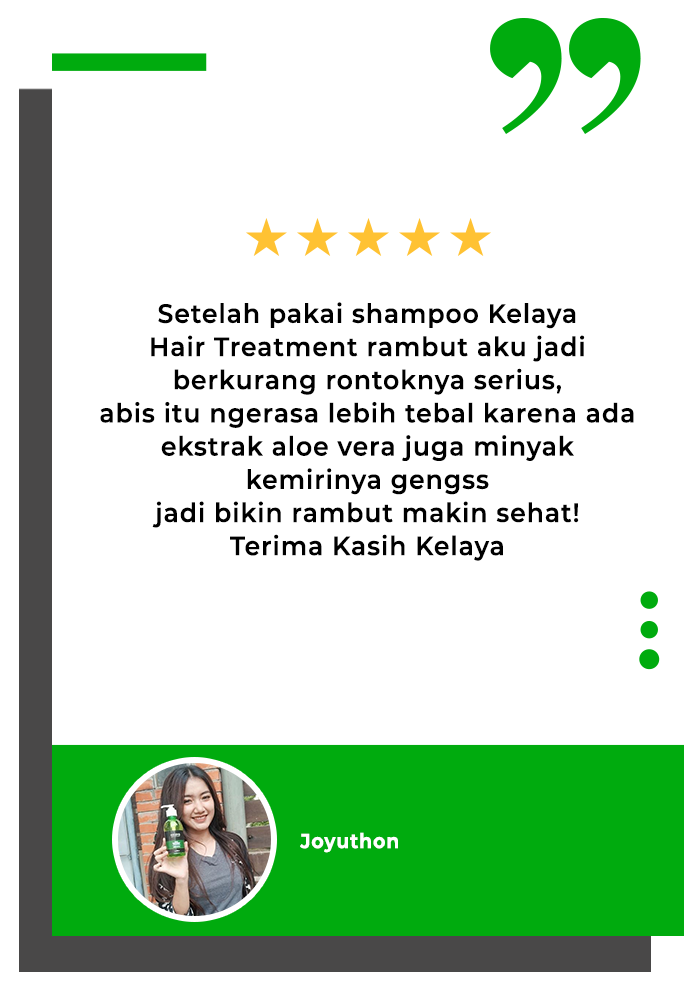 Setelah pakai shampoo Kelaya
Hair Treatment rambut aku jadi
berkurang rontoknya serius,
abis itu ngerasa lebih tebal karena ada
ekstrak aloe vera juga minyak
kemirinya gengss
jadi bikin rambut makin sehat!
Terima Kasih Kelaya
Joyuthon